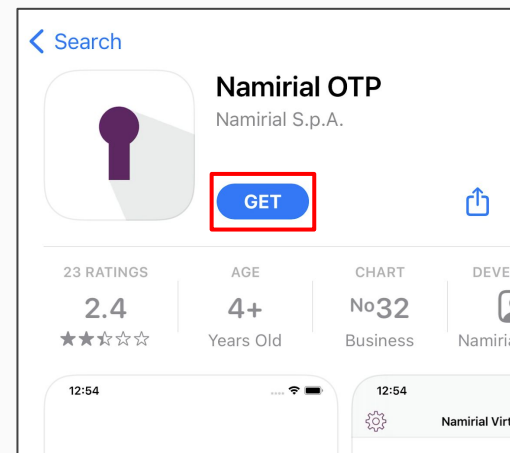 Search
Namirial OTP
Namirial S.p.A.
GET
23 RATINGS
AGE
CHART
DEVE
2.4
4+
No32
Years Old
Business
Namiria
12:54
12:54
Namirial Virt